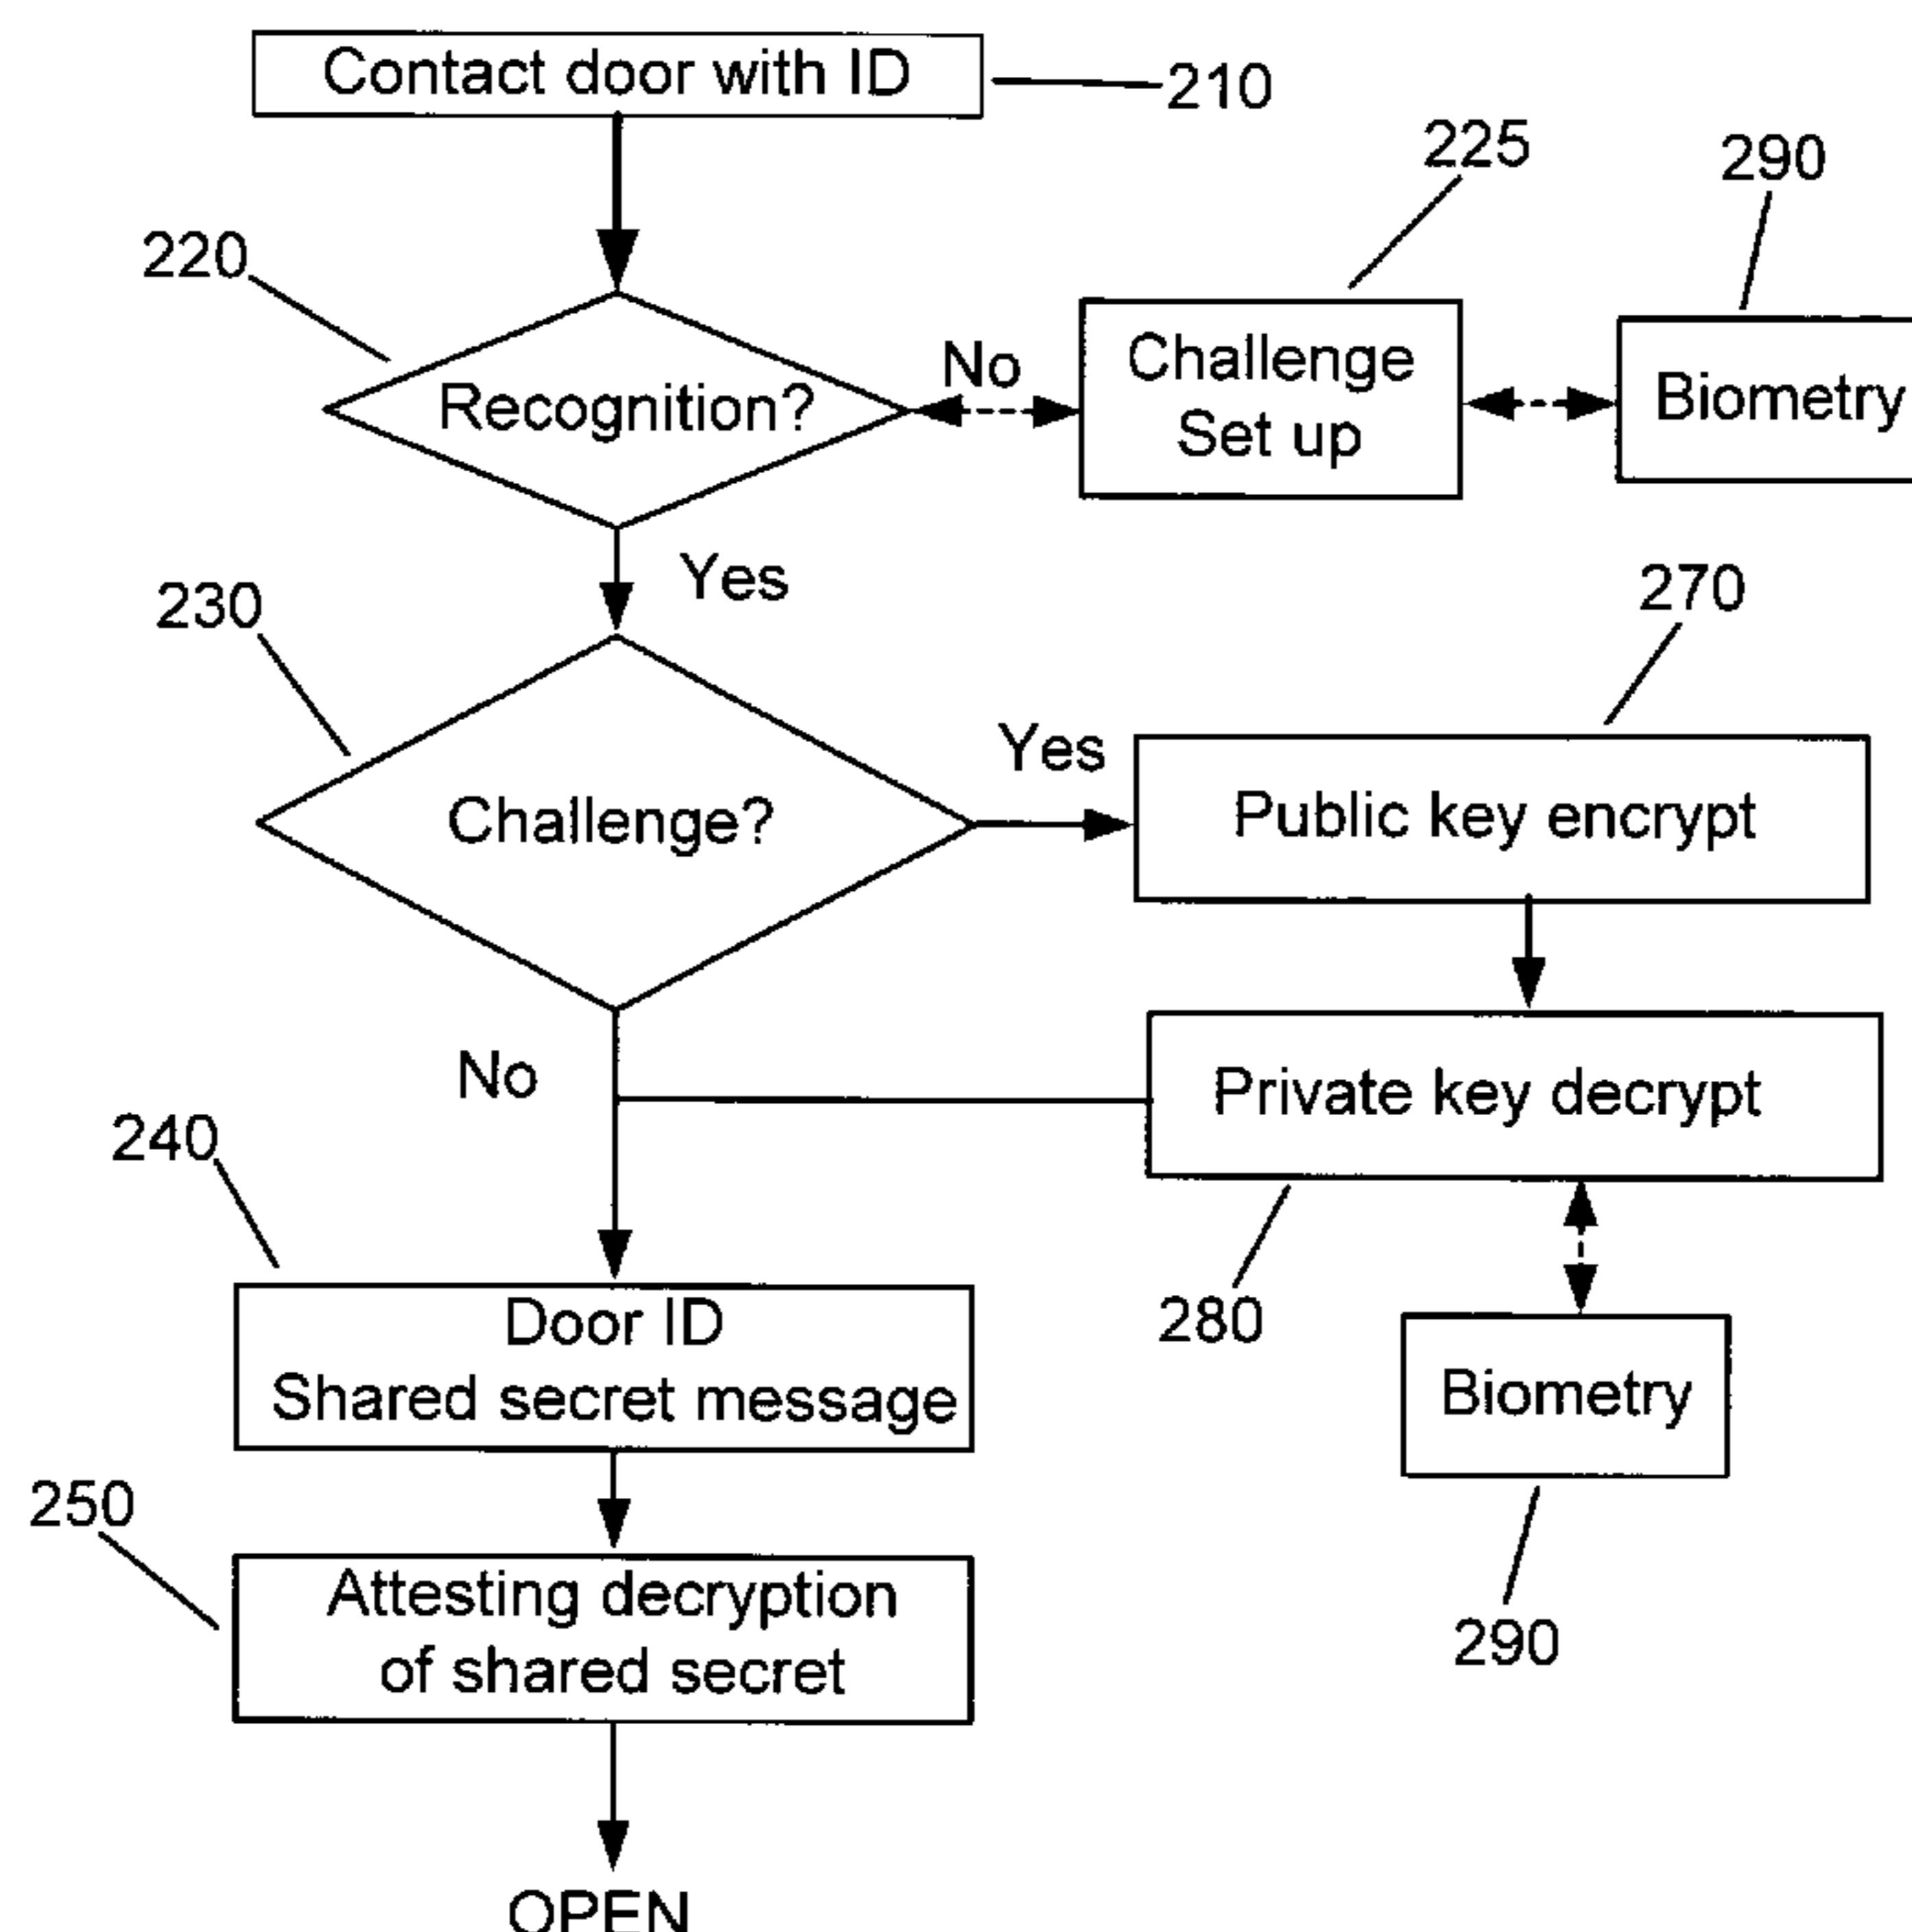 Contact door with ID
210
225
290
220
No
Challenge
Set up
Biometry
Recognition?
Yes
230
270
Yes
Challenge?
Public key encrypt
No
Private key decrypt
240
280
Door ID
Shared secret message
Biometry
250
Attesting decryption
of shared secret
290
OPEN